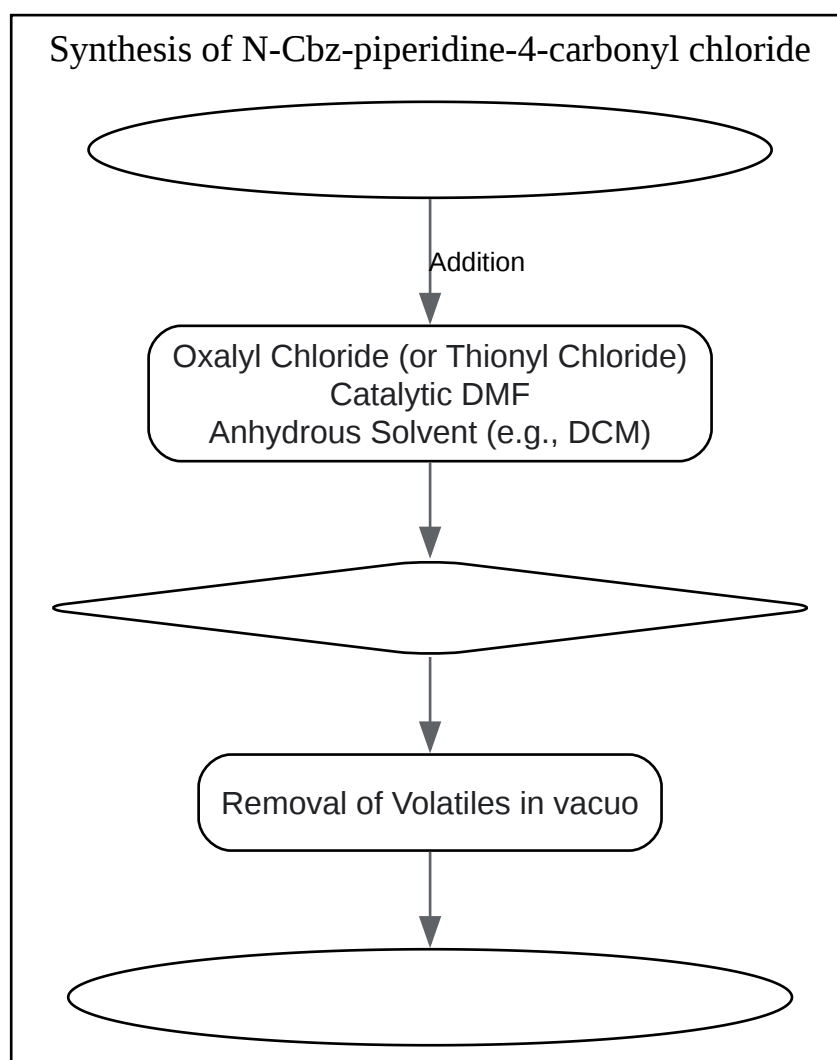 Synthesis of N-Cbz-piperidine-4-carbonyl chloride
Addition
Oxalyl Chloride (or Thionyl Chloride)
Catalytic DMF
Anhydrous Solvent (e.g., DCM)
Removal of Volatiles in vacuo